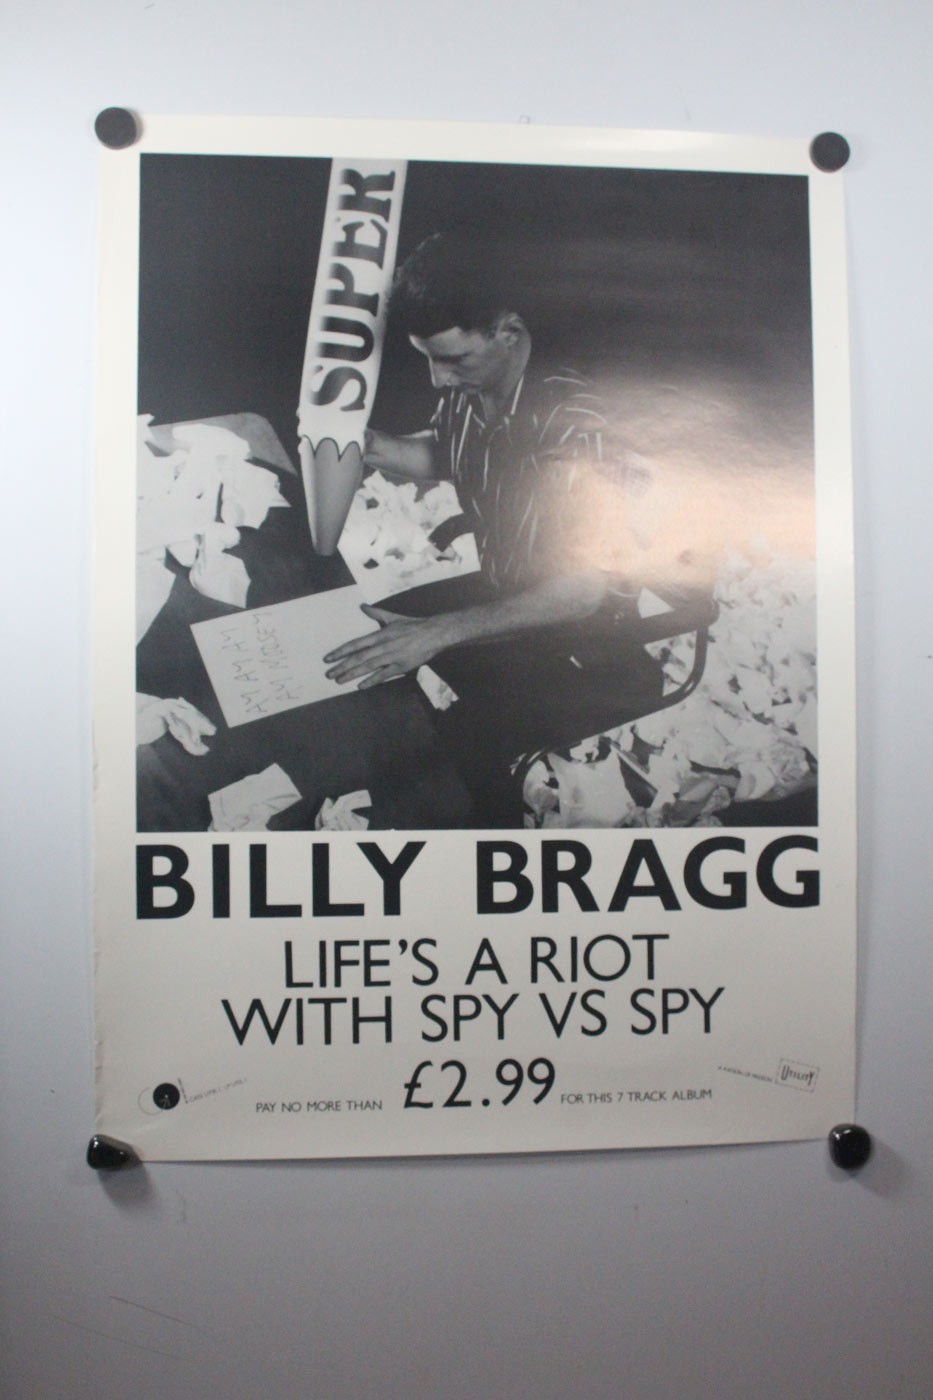 SUPER
BILLY BRAGG
LIFE'S A RIOT
WITH SPY VS SPY
PAY NO MORE THAN £2.99 FOR THIS 7 TRACK ALBUM
UTILITY